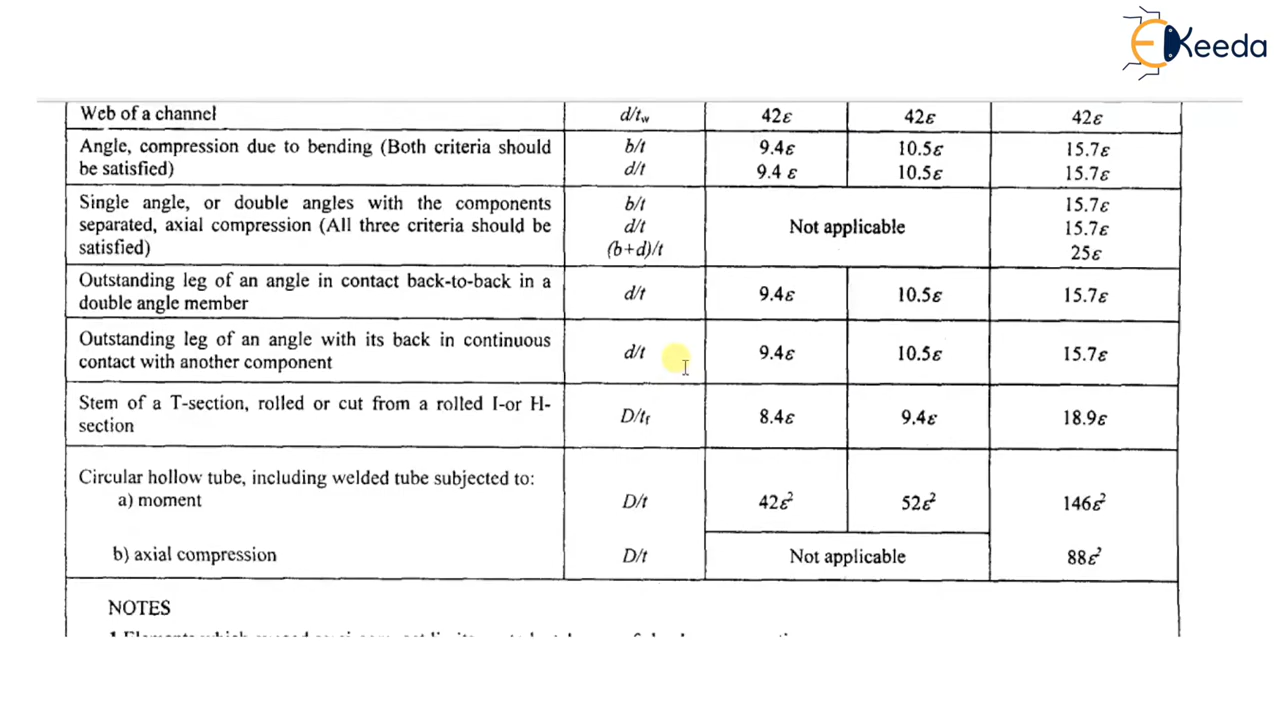 EKeeda
Web of a channel d/tw 42ε 42ε 42ε
Angle, compression due to bending (Both criteria should b/t 9.4ε 10.5ε 15.7ε
be satisfied) d/t 9.4 ε 10.5ε 15.7ε
Single angle, or double angles with the components b/t 15.7ε
separated, axial compression (All three criteria should be d/t Not applicable 15.7ε
satisfied) (b+d)/t 25ε
Outstanding leg of an angle in contact back-to-back in a
double angle member d/t 9.4ε 10.5ε 15.7ε
Outstanding leg of an angle with its back in continuous
contact with another component d/t 9.4ε 10.5ε 15.7ε
Stem of a T-section, rolled or cut from a rolled I-or H-
section D/tf 8.4ε 9.4ε 18.9ε
Circular hollow tube, including welded tube subjected to:
a) moment D/t 42ε² 52ε² 146ε²
b) axial compression D/t Not applicable 88ε²
NOTES